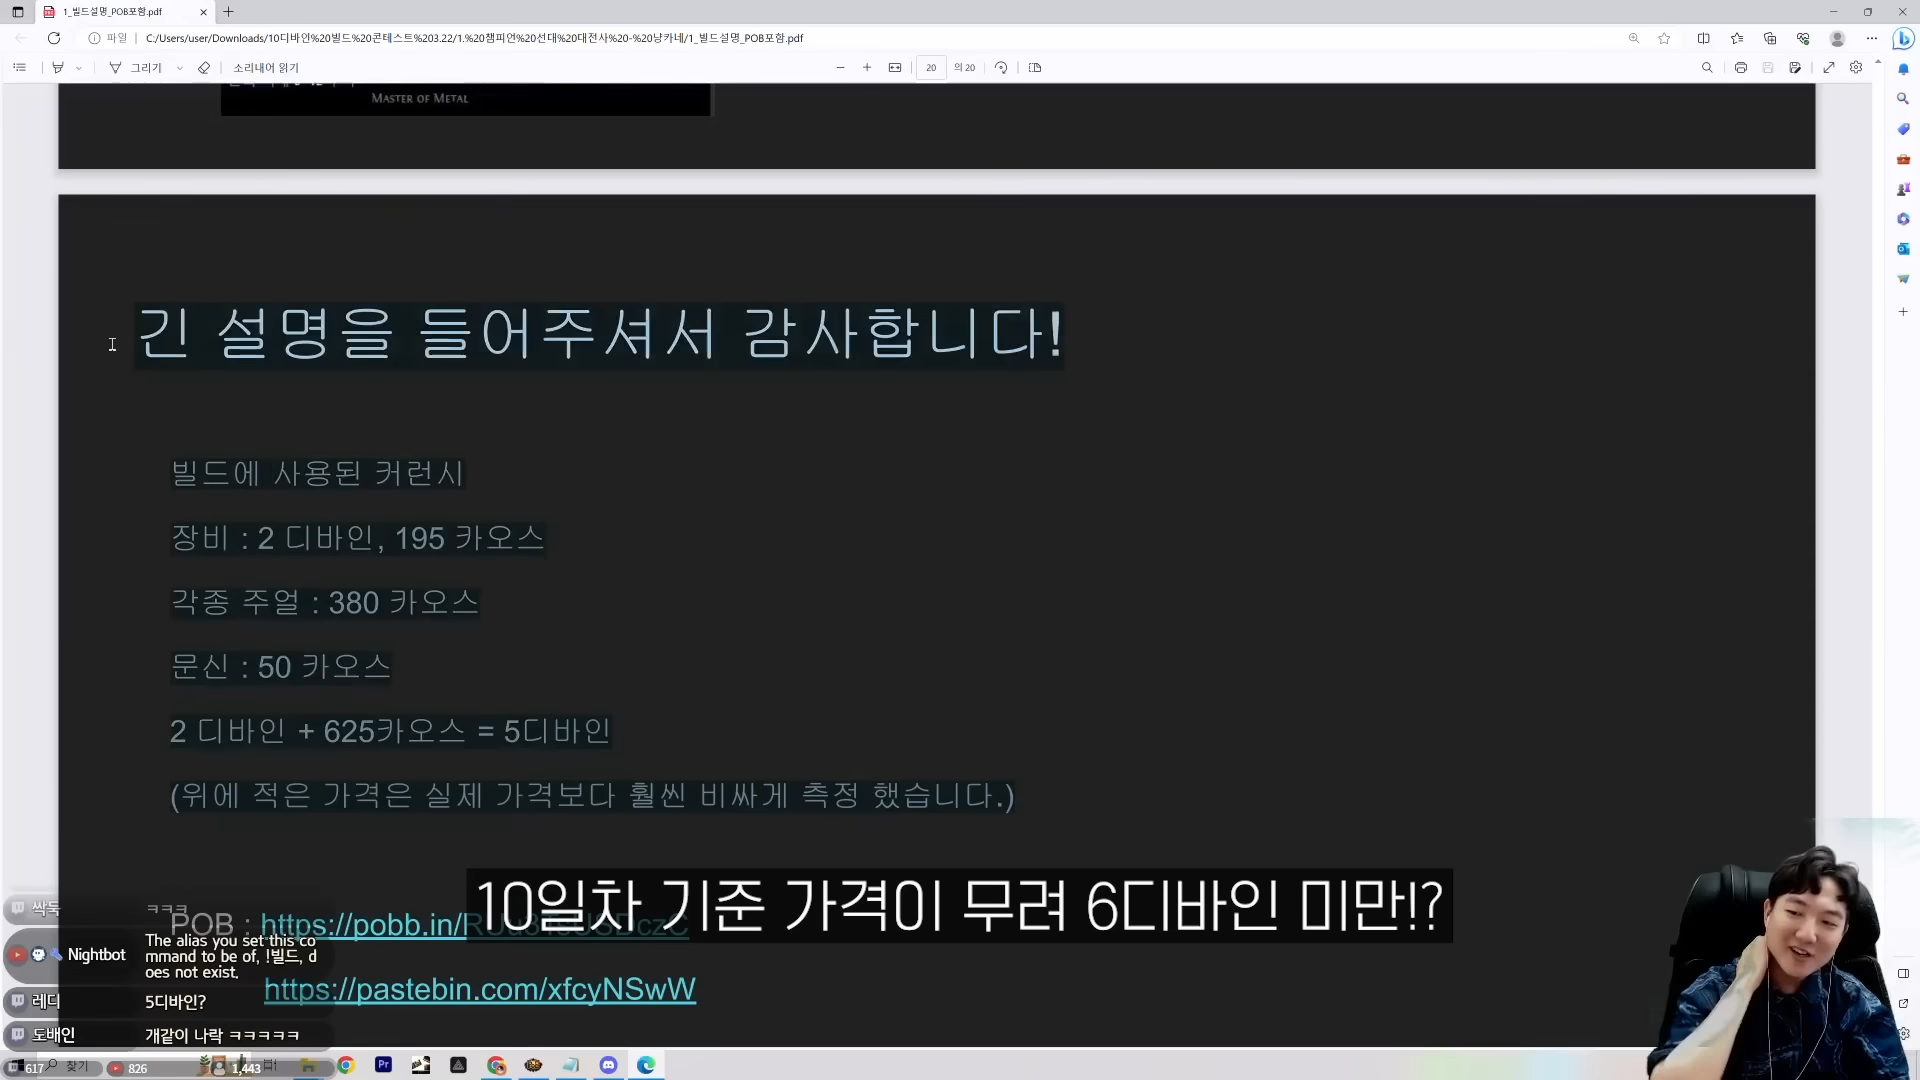 1_빌드설명_POB포함.pdf
파일
C:/Users/user/Downloads/10디바인%20빌드%20콘테스트%203.22/1.%20챔피언%20선대%20대전사%20-%20냥카네/1_빌드설명_POB포함.pdf
그리기
소리내어 읽기
20
의 20
MASTER OF METAL
긴 설명을 들어주셔서 감사합니다!
빌드에 사용된 커런시
장비 : 2 디바인, 195 카오스
각종 주얼 : 380 카오스
문신 : 50 카오스
2 디바인 + 625카오스 = 5디바인
(위에 적은 가격은 실제 가격보다 훨씬 비싸게 측정 했습니다.)
10일차 기준 가격이 무려 6디바인 미만!?
싹둑 ㅋㅋㅋ
POB : https://pobb.in/
Nightbot The alias you set this co
mmand to be of, !빌드, d
oes not exist.
https://pastebin.com/xfcyNSwW
레디 5디바인?
도배인 개같이 나락 ㅋㅋㅋㅋㅋ
찾기
617
826
1,443